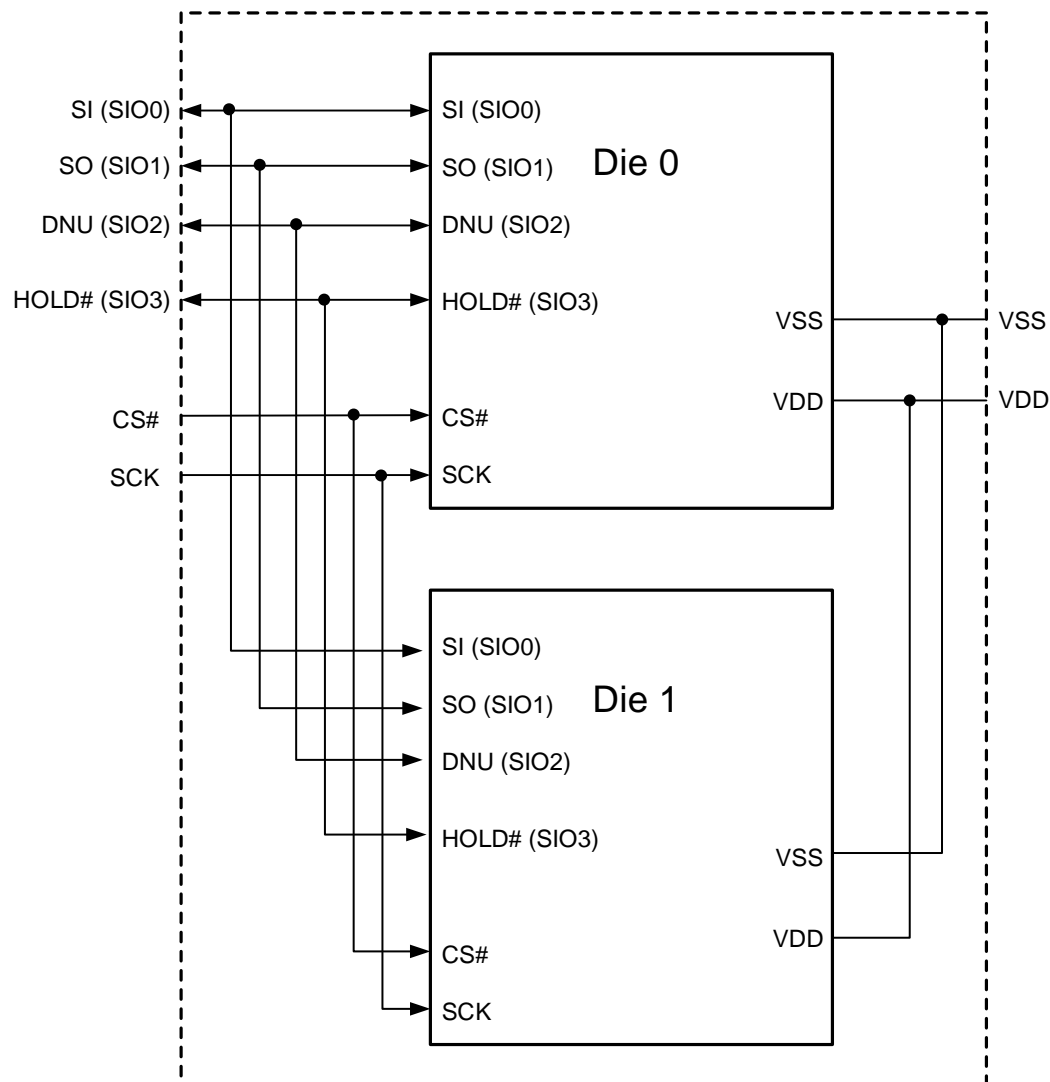 SI (SIO0)
SO (SIO1)
DNU (SIO2)
HOLD# (SIO3)
CS#
SCK
SI (SIO0)
SO (SIO1)
Die 0
DNU (SIO2)
HOLD# (SIO3)
VSS
VDD
CS#
SCK
VSS
VDD
SI (SIO0)
SO (SIO1)
Die 1
DNU (SIO2)
HOLD# (SIO3)
VSS
VDD
CS#
SCK